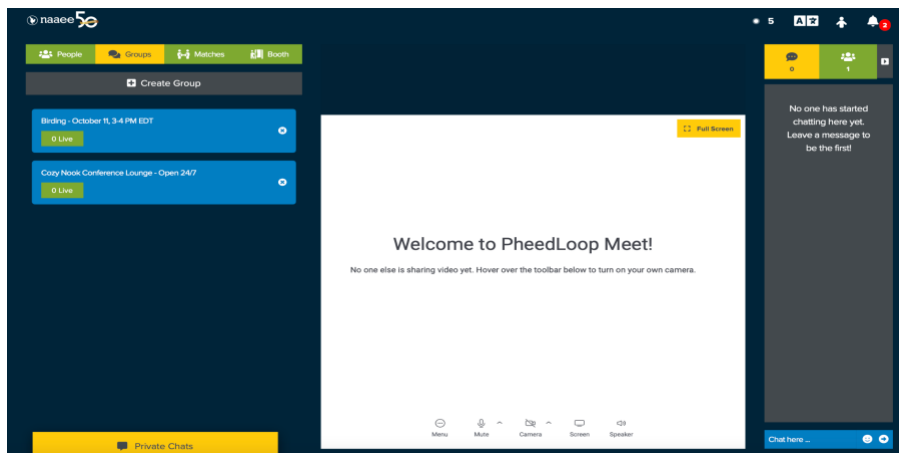 naaee 50
5
A
2
People
Groups
Matches
Booth
Create Group
Birding - October 11, 3-4 PM EDT
0 Live
Cozy Nook Conference Lounge - Open 24/7
0 Live
Private Chats
Full Screen
Welcome to PheedLoop Meet!
No one else is sharing video yet. Hover over the toolbar below to turn on your own camera.
Menu
Mute
Camera
Screen
Speaker
0
1
No one has started
chatting here yet.
Leave a message to
be the first!
Chat here ...